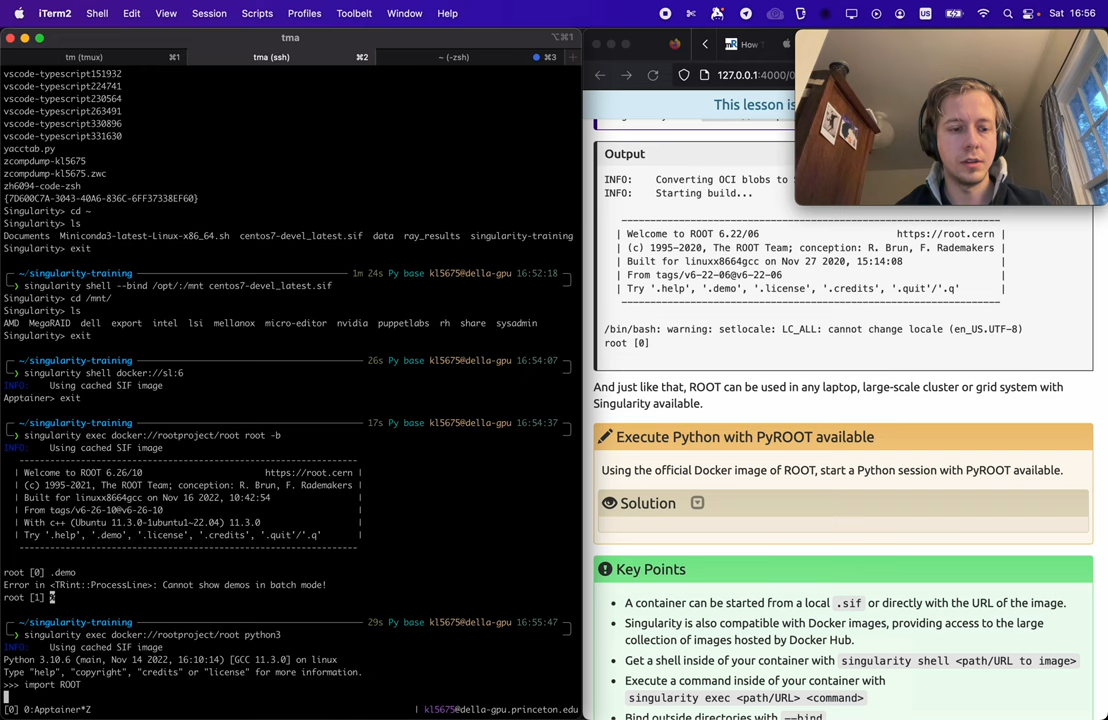 iTerm2 Shell Edit View Session Scripts Profiles Toolbelt Window Help US Sat 16:56
tma ⌥⌘1
tm (tmux) ⌘1 tma (ssh) ⌘2 ~ (-zsh) ⌘3
vscode-typescript151932
vscode-typescript224741
vscode-typescript230564
vscode-typescript263491
vscode-typescript330896
vscode-typescript331630
yacctab.py
zcompdump-kl5675
zcompdump-kl5675.zwc
zh6094-code-zsh
{7D600C7A-3043-40A6-836C-6FF37338EF60}
Singularity> cd ~
Singularity> ls
Documents Miniconda3-latest-Linux-x86_64.sh centos7-devel_latest.sif data ray_results singularity-training
Singularity> exit
~/singularity-training 1m 24s Py base kl5675@della-gpu 16:52:18
❯ singularity shell --bind /opt/:/mnt centos7-devel_latest.sif
Singularity> cd /mnt/
Singularity> ls
AMD MegaRAID dell export intel lsi mellanox micro-editor nvidia puppetlabs rh share sysadmin
Singularity> exit
~/singularity-training 26s Py base kl5675@della-gpu 16:54:07
❯ singularity shell docker://sl:6
INFO: Using cached SIF image
Apptainer> exit
~/singularity-training 17s Py base kl5675@della-gpu 16:54:37
❯ singularity exec docker://rootproject/root root -b
INFO: Using cached SIF image
------------------------------------------------------------------
| Welcome to ROOT 6.26/10 https://root.cern |
| (c) 1995-2021, The ROOT Team; conception: R. Brun, F. Rademakers |
| Built for linuxx8664gcc on Nov 16 2022, 10:42:54 |
| From tags/v6-26-10@v6-26-10 |
| With c++ (Ubuntu 11.3.0-1ubuntu1~22.04) 11.3.0 |
| Try '.help', '.demo', '.license', '.credits', '.quit'/'.q' |
------------------------------------------------------------------
root [0] .demo
Error in <TRint::ProcessLine>: Cannot show demos in batch mode!
root [1]
~/singularity-training 29s Py base kl5675@della-gpu 16:55:47
❯ singularity exec docker://rootproject/root python3
INFO: Using cached SIF image
Python 3.10.6 (main, Nov 14 2022, 16:10:14) [GCC 11.3.0] on linux
Type "help", "copyright", "credits" or "license" for more information.
>>> import ROOT
[0] 0:Apptainer*Z | kl5675@della-gpu.princeton.edu
How
127.0.0.1:4000/0
This lesson is
Output
INFO: Converting OCI blobs to
INFO: Starting build...
------------------------------------------------------------------
| Welcome to ROOT 6.22/06 https://root.cern |
| (c) 1995-2020, The ROOT Team; conception: R. Brun, F. Rademakers |
| Built for linuxx8664gcc on Nov 27 2020, 15:14:08 |
| From tags/v6-22-06@v6-22-06 |
| Try '.help', '.demo', '.license', '.credits', '.quit'/'.q' |
------------------------------------------------------------------
/bin/bash: warning: setlocale: LC_ALL: cannot change locale (en_US.UTF-8)
root [0]
And just like that, ROOT can be used in any laptop, large-scale cluster or grid system with
Singularity available.
Execute Python with PyROOT available
Using the official Docker image of ROOT, start a Python session with PyROOT available.
Solution
Key Points
• A container can be started from a local .sif or directly with the URL of the image.
• Singularity is also compatible with Docker images, providing access to the large
collection of images hosted by Docker Hub.
• Get a shell inside of your container with singularity shell <path/URL to image>
• Execute a command inside of your container with
singularity exec <path/URL> <command>
• Bind outside directories with --bind